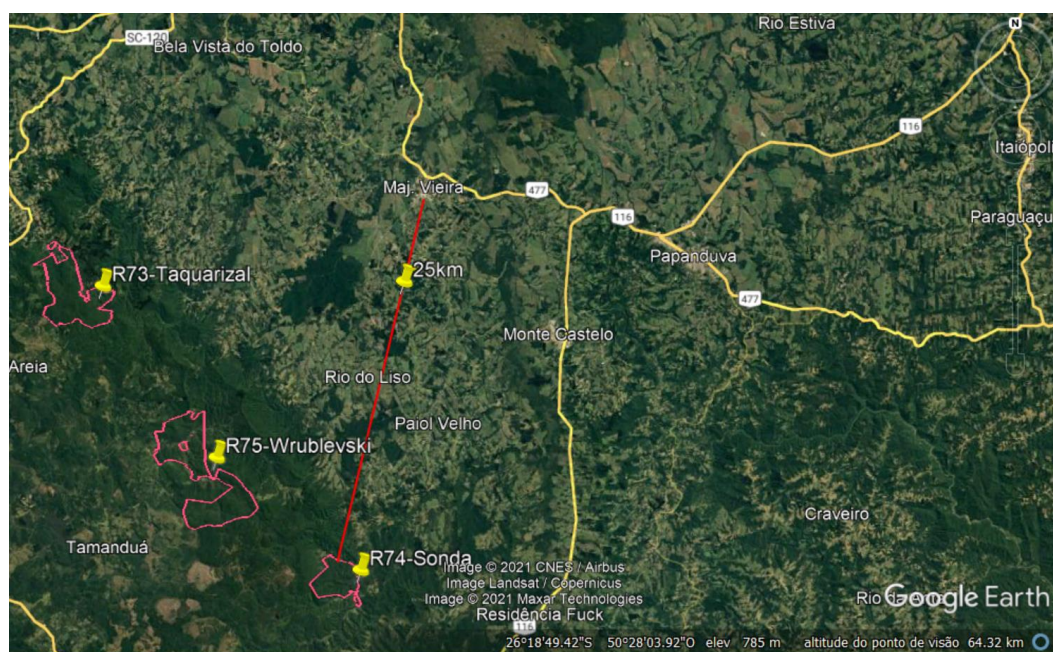 Rio Estiva
N
SC-120
Bela Vista do Toldo
116
Itaiópoli
Maj. Vieira
477
116
Paraguaçu
Papanduva
R73-Taquarizal
25km
477
Monte Castelo
Areia
Rio do Liso
Paiol Velho
R75-Wrublevski
Craveiro
Tamanduá
R74-Sonda
Image © 2021 CNES / Airbus
Image Landsat / Copernicus
Image © 2021 Maxar Technologies
Rio
Google Earth
Residência Fuck
116
26°18'49.42"S 50°28'03.92"O elev 785 m altitude do ponto de visão 64.32 km